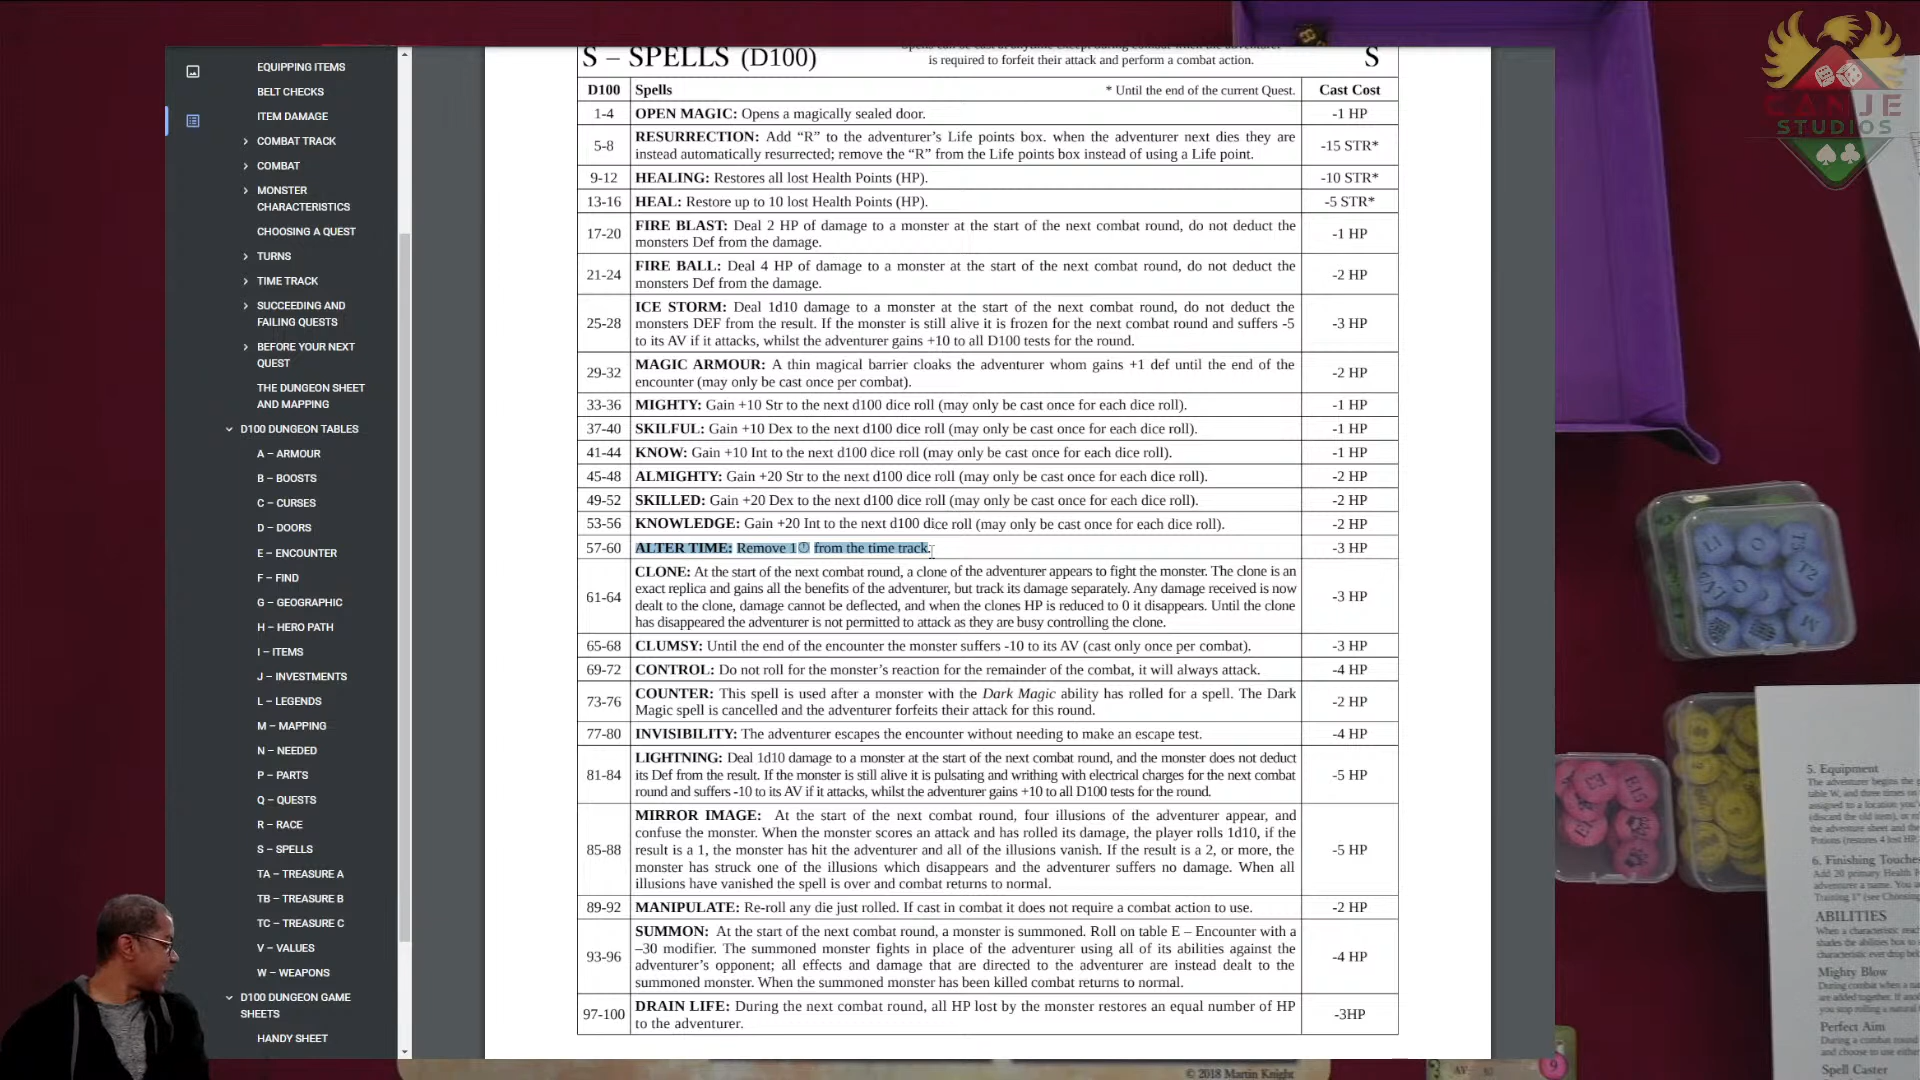 EQUIPPING ITEMS
BELT CHECKS
ITEM DAMAGE
COMBAT TRACK
COMBAT
MONSTER
CHARACTERISTICS
CHOOSING A QUEST
TURNS
TIME TRACK
SUCCEEDING AND
FAILING QUESTS
BEFORE YOUR NEXT
QUEST
THE DUNGEON SHEET
AND MAPPING
D100 DUNGEON TABLES
A – ARMOUR
B – BOOSTS
C – CURSES
D – DOORS
E – ENCOUNTER
F – FIND
G – GEOGRAPHIC
H – HERO PATH
I – ITEMS
J – INVESTMENTS
L – LEGENDS
M – MAPPING
N – NEEDED
P – PARTS
Q – QUESTS
R – RACE
S – SPELLS
TA – TREASURE A
TB – TREASURE B
TC – TREASURE C
V – VALUES
W – WEAPONS
D100 DUNGEON GAME
SHEETS
HANDY SHEET
S – SPELLS (D100)
is required to forfeit their attack and perform a combat action.
S
D100 Spells * Until the end of the current Quest. Cast Cost
1-4 OPEN MAGIC: Opens a magically sealed door. -1 HP
5-8 RESURRECTION: Add “R” to the adventurer’s Life points box. when the adventurer next dies they are
instead automatically resurrected; remove the “R” from the Life points box instead of using a Life point. -15 STR*
9-12 HEALING: Restores all lost Health Points (HP). -10 STR*
13-16 HEAL: Restore up to 10 lost Health Points (HP). -5 STR*
17-20 FIRE BLAST: Deal 2 HP of damage to a monster at the start of the next combat round, do not deduct the
monsters Def from the damage. -1 HP
21-24 FIRE BALL: Deal 4 HP of damage to a monster at the start of the next combat round, do not deduct the
monsters Def from the damage. -2 HP
25-28 ICE STORM: Deal 1d10 damage to a monster at the start of the next combat round, do not deduct the
monsters DEF from the result. If the monster is still alive it is frozen for the next combat round and suffers -5
to its AV if it attacks, whilst the adventurer gains +10 to all D100 tests for the round. -3 HP
29-32 MAGIC ARMOUR: A thin magical barrier cloaks the adventurer whom gains +1 def until the end of the
encounter (may only be cast once per combat). -2 HP
33-36 MIGHTY: Gain +10 Str to the next d100 dice roll (may only be cast once for each dice roll). -1 HP
37-40 SKILFUL: Gain +10 Dex to the next d100 dice roll (may only be cast once for each dice roll). -1 HP
41-44 KNOW: Gain +10 Int to the next d100 dice roll (may only be cast once for each dice roll). -1 HP
45-48 ALMIGHTY: Gain +20 Str to the next d100 dice roll (may only be cast once for each dice roll). -2 HP
49-52 SKILLED: Gain +20 Dex to the next d100 dice roll (may only be cast once for each dice roll). -2 HP
53-56 KNOWLEDGE: Gain +20 Int to the next d100 dice roll (may only be cast once for each dice roll). -2 HP
57-60 ALTER TIME: Remove 1 from the time track. -3 HP
61-64 CLONE: At the start of the next combat round, a clone of the adventurer appears to fight the monster. The clone is an
exact replica and gains all the benefits of the adventurer, but track its damage separately. Any damage received is now
dealt to the clone, damage cannot be deflected, and when the clones HP is reduced to 0 it disappears. Until the clone
has disappeared the adventurer is not permitted to attack as they are busy controlling the clone. -3 HP
65-68 CLUMSY: Until the end of the encounter the monster suffers -10 to its AV (cast only once per combat). -3 HP
69-72 CONTROL: Do not roll for the monster’s reaction for the remainder of the combat, it will always attack. -4 HP
73-76 COUNTER: This spell is used after a monster with the Dark Magic ability has rolled for a spell. The Dark
Magic spell is cancelled and the adventurer forfeits their attack for this round. -2 HP
77-80 INVISIBILITY: The adventurer escapes the encounter without needing to make an escape test. -4 HP
81-84 LIGHTNING: Deal 1d10 damage to a monster at the start of the next combat round, and the monster does not deduct
its Def from the result. If the monster is still alive it is pulsating and writhing with electrical charges for the next combat
round and suffers -10 to its AV if it attacks, whilst the adventurer gains +10 to all D100 tests for the round. -5 HP
85-88 MIRROR IMAGE: At the start of the next combat round, four illusions of the adventurer appear, and
confuse the monster. When the monster scores an attack and has rolled its damage, the player rolls 1d10, if the
result is a 1, the monster has hit the adventurer and all of the illusions vanish. If the result is a 2, or more, the
monster has struck one of the illusions which disappears and the adventurer suffers no damage. When all
illusions have vanished the spell is over and combat returns to normal. -5 HP
89-92 MANIPULATE: Re-roll any die just rolled. If cast in combat it does not require a combat action to use. -2 HP
93-96 SUMMON: At the start of the next combat round, a monster is summoned. Roll on table E – Encounter with a
–30 modifier. The summoned monster fights in place of the adventurer using all of its abilities against the
adventurer’s opponent; all effects and damage that are directed to the adventurer are instead dealt to the
summoned monster. When the summoned monster has been killed combat returns to normal. -4 HP
97-100 DRAIN LIFE: During the next combat round, all HP lost by the monster restores an equal number of HP
to the adventurer. -3HP
CANJE
STUDIOS
5. Equipment
The adventurer begins the
6. Finishing Touches
ABILITIES
Mighty Blow
Perfect Aim
Spell Caster
© 2018 Martin Knight